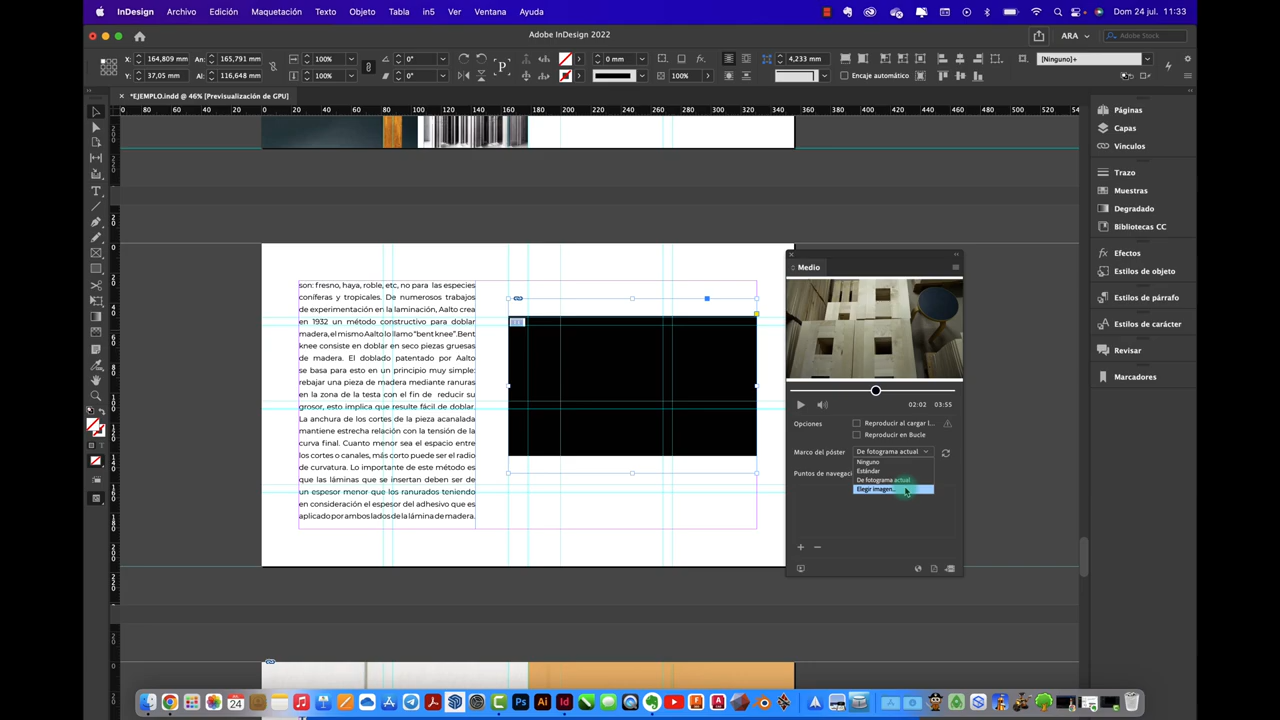 InDesign Archivo Edición Maquetación Texto Objeto Tabla in5 Ver Ventana Ayuda Dom 24 jul. 11:33
Adobe InDesign 2022
ARA
Adobe Stock
X: 164,809 mm
An: 165,791 mm
100%
0°
0 mm
4,233 mm
[Ninguno]+
Y: 37,05 mm
Al: 116,648 mm
100%
0°
100%
Encaje automático
*EJEMPLO.indd @ 46% [Previsualización de GPU]
son: fresno, haya, roble, etc, no para las especies
coníferas y tropicales. De numerosos trabajos
de experimentación en la laminación, Aalto crea
en 1932 un método constructivo para doblar
madera, el mismo Aalto lo llamo "bent knee". Bent
knee consiste en doblar en seco piezas gruesas
de madera. El doblado patentado por Aalto
se basa para esto en un principio muy simple:
rebajar una pieza de madera mediante ranuras
en la zona de la testa con el fin de reducir su
grosor, esto implica que resulte fácil de doblar.
La anchura de los cortes de la pieza acanalada
mantiene estrecha relación con la tensión de la
curva final. Cuanto menor sea el espacio entre
los cortes o canales, más corto puede ser el radio
de curvatura. Lo importante de este método es
que las láminas que se insertan deben ser de
un espesor menor que los ranurados teniendo
en consideración el espesor del adhesivo que es
aplicado por ambos lados de la lámina de madera.
Medio
02:02 03:55
Opciones
Reproducir al cargar l...
Reproducir en Bucle
Marco del póster
De fotograma actual
Ninguno
Estándar
De fotograma actual
Elegir imagen...
Puntos de navegaci
Páginas
Capas
Vínculos
Trazo
Muestras
Degradado
Bibliotecas CC
Efectos
Estilos de objeto
Estilos de párrafo
Estilos de carácter
Revisar
Marcadores